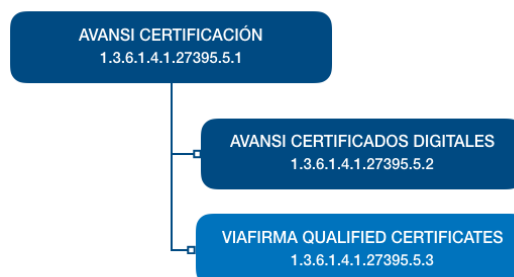 AVANSI CERTIFICACIÓN
1.3.6.1.4.1.27395.5.1
AVANSI CERTIFICADOS DIGITALES
1.3.6.1.4.1.27395.5.2
VIAFIRMA QUALIFIED CERTIFICATES
1.3.6.1.4.1.27395.5.3